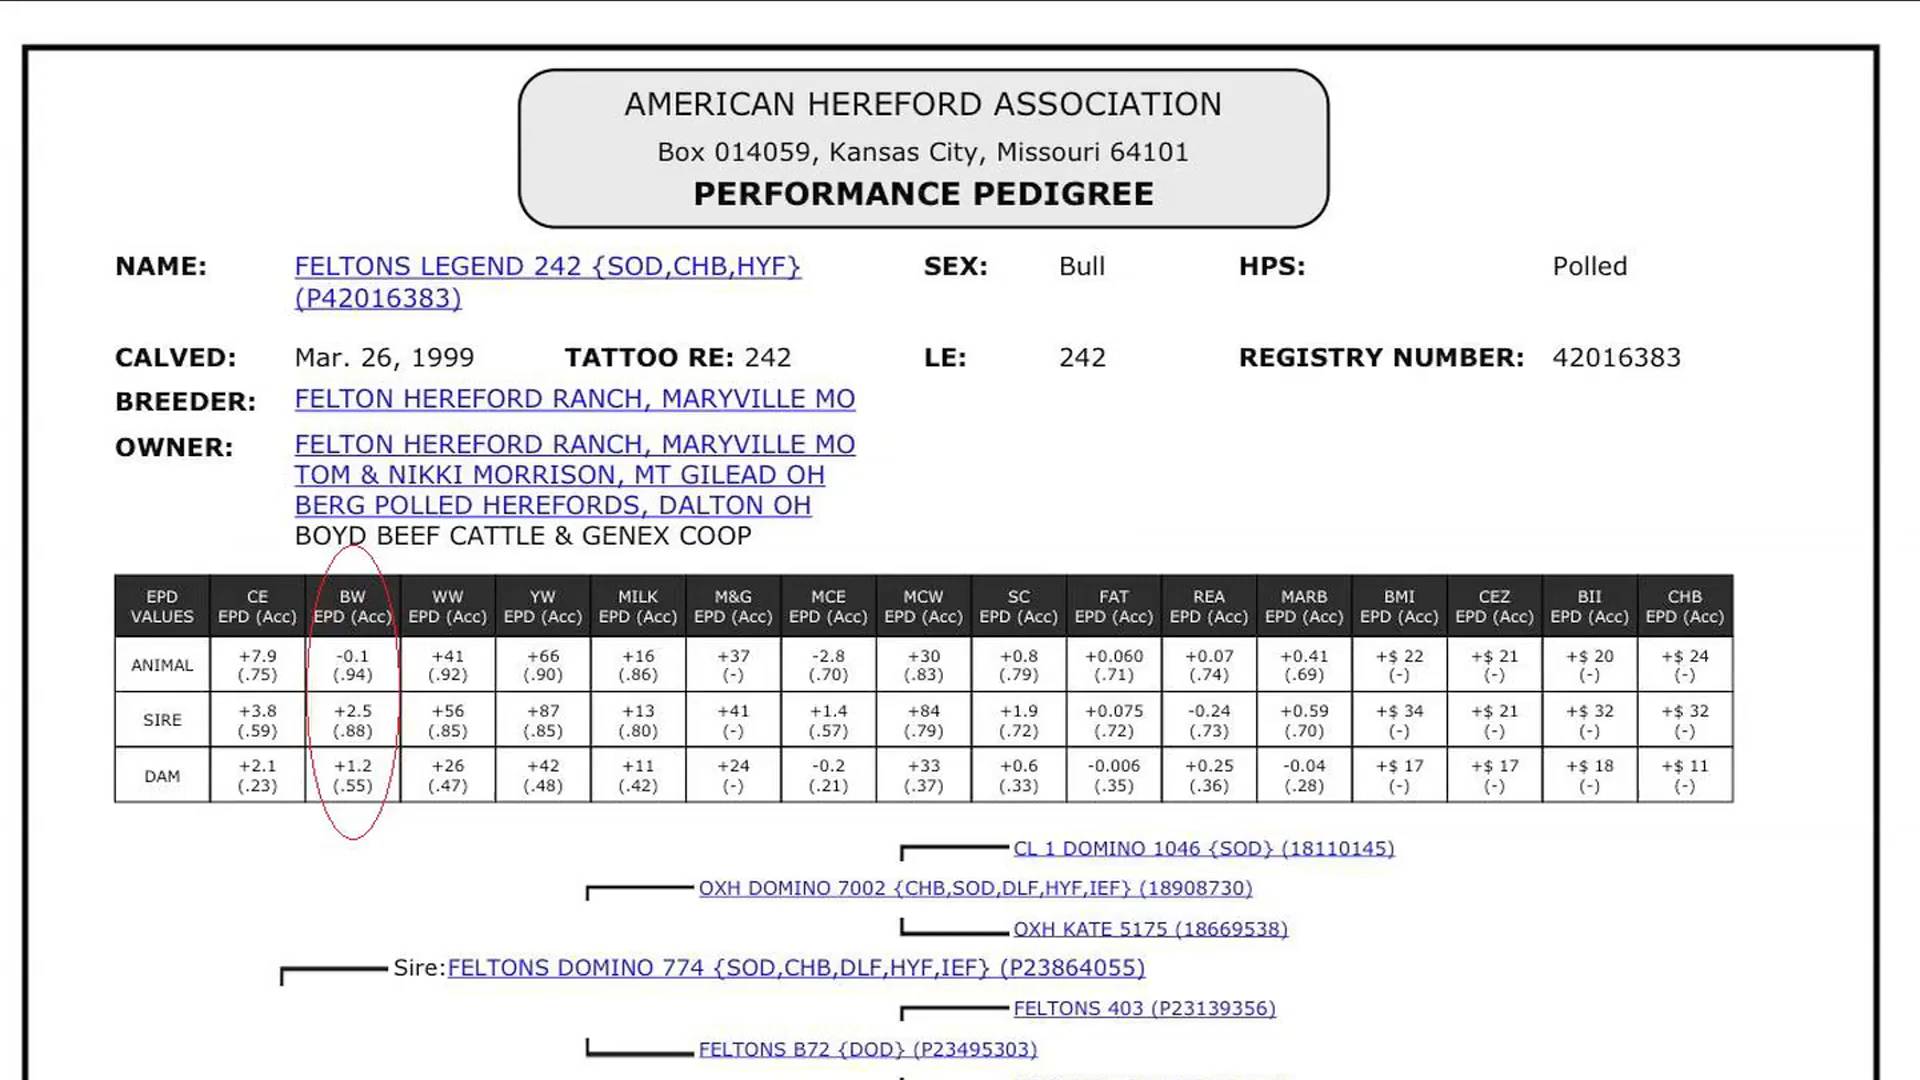 AMERICAN HEREFORD ASSOCIATION
Box 014059, Kansas City, Missouri 64101
PERFORMANCE PEDIGREE
NAME: FELTONS LEGEND 242 {SOD,CHB,HYF} SEX: Bull HPS: Polled
(P42016383)
CALVED: Mar. 26, 1999 TATTOO RE: 242 LE: 242 REGISTRY NUMBER: 42016383
BREEDER: FELTON HEREFORD RANCH, MARYVILLE MO
OWNER: FELTON HEREFORD RANCH, MARYVILLE MO
TOM & NIKKI MORRISON, MT GILEAD OH
BERG POLLED HEREFORDS, DALTON OH
BOYD BEEF CATTLE & GENEX COOP
EPD CE BW WW YW MILK M&G MCE MCW SC FAT REA MARB BMI CEZ BII CHB
VALUES EPD (Acc) EPD (Acc) EPD (Acc) EPD (Acc) EPD (Acc) EPD (Acc) EPD (Acc) EPD (Acc) EPD (Acc) EPD (Acc) EPD (Acc) EPD (Acc) EPD (Acc) EPD (Acc) EPD (Acc) EPD (Acc)
ANIMAL +7.9 -0.1 +41 +66 +16 +37 -2.8 +30 +0.8 +0.060 +0.07 +0.41 +$ 22 +$ 21 +$ 20 +$ 24
(.75) (.94) (.92) (.90) (.86) (-) (.70) (.83) (.79) (.71) (.74) (.69) (-) (-) (-) (-)
SIRE +3.8 +2.5 +56 +87 +13 +41 +1.4 +84 +1.9 +0.075 -0.24 +0.59 +$ 34 +$ 21 +$ 32 +$ 32
(.59) (.88) (.85) (.85) (.80) (-) (.57) (.79) (.72) (.72) (.73) (.70) (-) (-) (-) (-)
DAM +2.1 +1.2 +26 +42 +11 +24 -0.2 +33 +0.6 -0.006 +0.25 -0.04 +$ 17 +$ 17 +$ 18 +$ 11
(.23) (.55) (.47) (.48) (.42) (-) (.21) (.37) (.33) (.35) (.36) (.28) (-) (-) (-) (-)
CL 1 DOMINO 1046 {SOD} (18110145)
OXH DOMINO 7002 {CHB,SOD,DLF,HYF,IEF} (18908730)
OXH KATE 5175 (18669538)
Sire:FELTONS DOMINO 774 {SOD,CHB,DLF,HYF,IEF} (P23864055)
FELTONS 403 (P23139356)
FELTONS B72 {DOD} (P23495303)